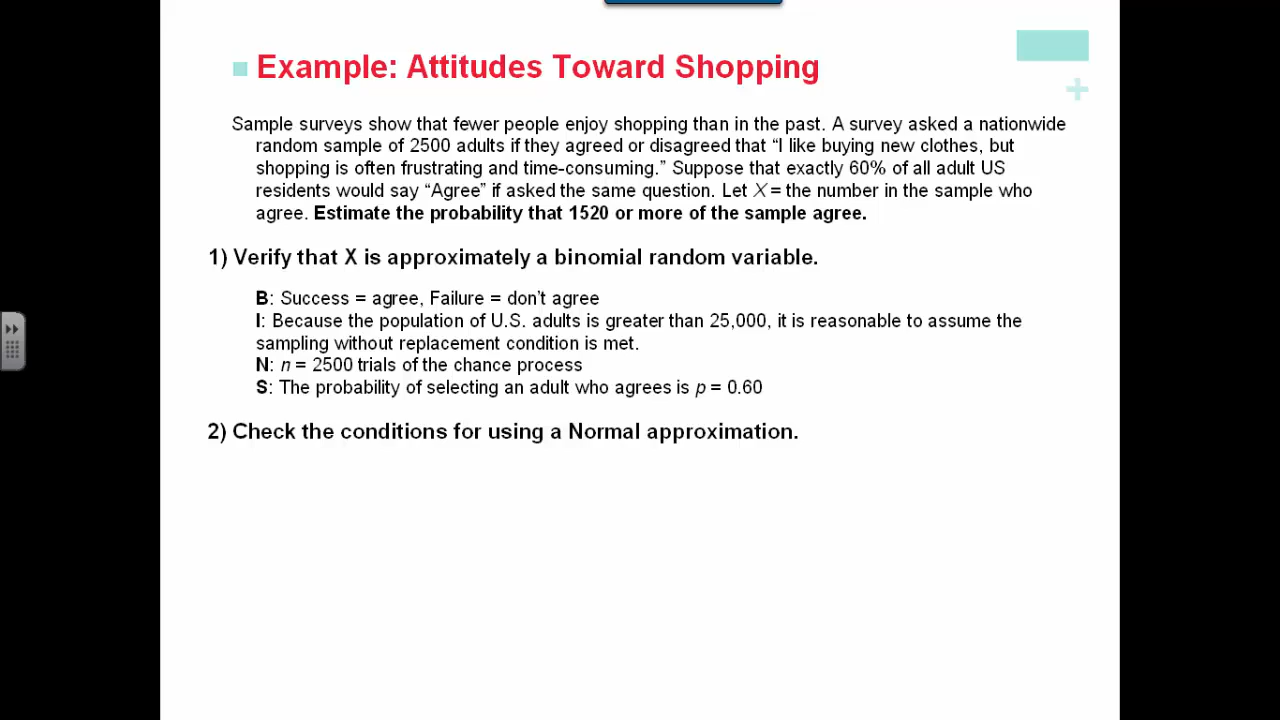 Example: Attitudes Toward Shopping
Sample surveys show that fewer people enjoy shopping than in the past. A survey asked a nationwide
random sample of 2500 adults if they agreed or disagreed that “I like buying new clothes, but
shopping is often frustrating and time-consuming.” Suppose that exactly 60% of all adult US
residents would say “Agree” if asked the same question. Let X = the number in the sample who
agree. Estimate the probability that 1520 or more of the sample agree.
1) Verify that X is approximately a binomial random variable.
B: Success = agree, Failure = don’t agree
I: Because the population of U.S. adults is greater than 25,000, it is reasonable to assume the
sampling without replacement condition is met.
N: n = 2500 trials of the chance process
S: The probability of selecting an adult who agrees is p = 0.60
2) Check the conditions for using a Normal approximation.